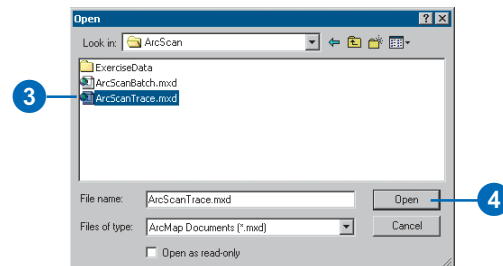 Open
Look in: ArcScan
ExerciseData
ArcScanBatch.mxd
3 ArcScanTrace.mxd
File name: ArcScanTrace.mxd Open 4
Files of type: ArcMap Documents (*.mxd) Cancel
Open as read-only